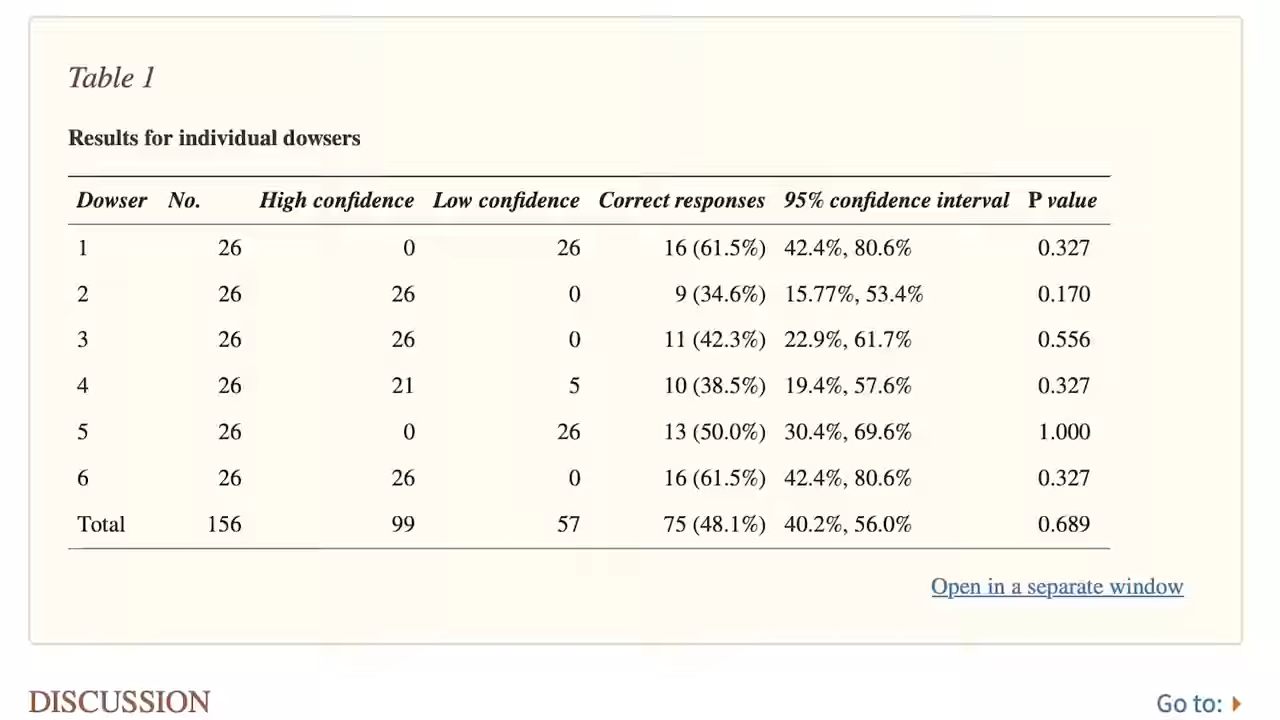 Table 1
Results for individual dowsers
Dowser No. High confidence Low confidence Correct responses 95% confidence interval P value
1 26 0 26 16 (61.5%) 42.4%, 80.6% 0.327
2 26 26 0 9 (34.6%) 15.77%, 53.4% 0.170
3 26 26 0 11 (42.3%) 22.9%, 61.7% 0.556
4 26 21 5 10 (38.5%) 19.4%, 57.6% 0.327
5 26 0 26 13 (50.0%) 30.4%, 69.6% 1.000
6 26 26 0 16 (61.5%) 42.4%, 80.6% 0.327
Total 156 99 57 75 (48.1%) 40.2%, 56.0% 0.689
Open in a separate window
DISCUSSION Go to: